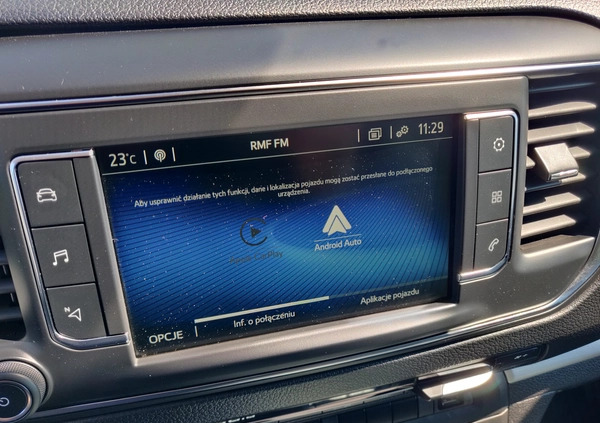 23°C
RMF FM
11:29
Aby usprawnić działanie tych funkcji, dane i lokalizacja pojazdu mogą zostać przesłane do podłączonego
urządzenia.
Android Auto
OPCJE
Inf. o połączeniu
Aplikacje pojazdu
N